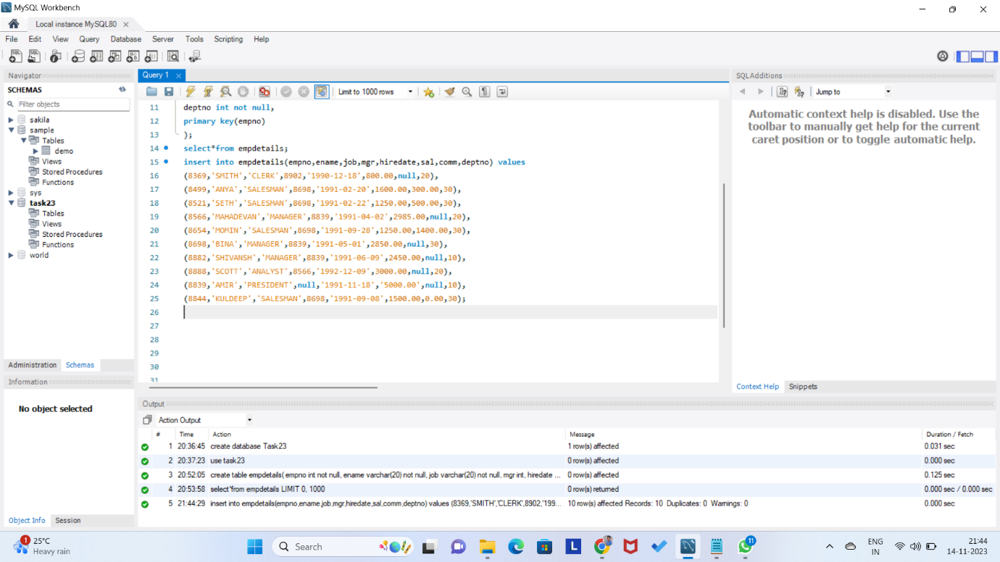 MySQL Workbench
Local instance MySQL80
File Edit View Query Database Server Tools Scripting Help
Navigator
SCHEMAS
Filter objects
sakila
sample
Tables
demo
Views
Stored Procedures
Functions
sys
task23
Tables
Views
Stored Procedures
Functions
world
Administration Schemas
Information
No object selected
Object Info Session
Query 1
Limit to 1000 rows
11 deptno int not null,
12 primary key(empno)
13 );
14 select*from empdetails;
15 insert into empdetails(empno,ename,job,mgr,hiredate,sal,comm,deptno) values
16 (8369,'SMITH','CLERK',8902,'1990-12-18',800.00,null,20),
17 (8499,'ANYA','SALESMAN',8698,'1991-02-20',1600.00,300.00,30),
18 (8521,'SETH','SALESMAN',8698,'1991-02-22',1250.00,500.00,30),
19 (8566,'MAHADEVAN','MANAGER',8839,'1991-04-02',2985.00,null,20),
20 (8654,'MOMIN','SALESMAN',8698,'1991-09-28',1250.00,1400.00,30),
21 (8698,'BINA','MANAGER',8839,'1991-05-01',2850.00,null,30),
22 (8882,'SHIVANSH','MANAGER',8839,'1991-06-09',2450.00,null,10),
23 (8888,'SCOTT','ANALYST',8566,'1992-12-09',3000.00,null,20),
24 (8839,'AMIR','PRESIDENT',null,'1991-11-18','5000.00',null,10),
25 (8844,'KULDEEP','SALESMAN',8698,'1991-09-08',1500.00,0.00,30);
26
27
28
29
30
31
SQLAdditions
Jump to
Automatic context help is disabled. Use the
toolbar to manually get help for the current
caret position or to toggle automatic help.
Context Help Snippets
Output
Action Output
# Time Action Message Duration / Fetch
1 20:36:45 create database Task23 1 row(s) affected 0.031 sec
2 20:37:23 use task23 0 row(s) affected 0.000 sec
3 20:52:05 create table empdetails( empno int not null, ename varchar(20) not null, job varchar(20) not null, mgr int, hiredate ... 0 row(s) affected 0.125 sec
4 20:53:58 select*from empdetails LIMIT 0, 1000 0 row(s) returned 0.000 sec / 0.000 sec
5 21:44:29 insert into empdetails(empno,ename,job,mgr,hiredate,sal,comm,deptno) values (8369,'SMITH','CLERK',8902,'199... 10 row(s) affected Records: 10 Duplicates: 0 Warnings: 0 0.000 sec
1
25°C
Heavy rain
Search
L
11
ENG
IN
21:44
14-11-2023